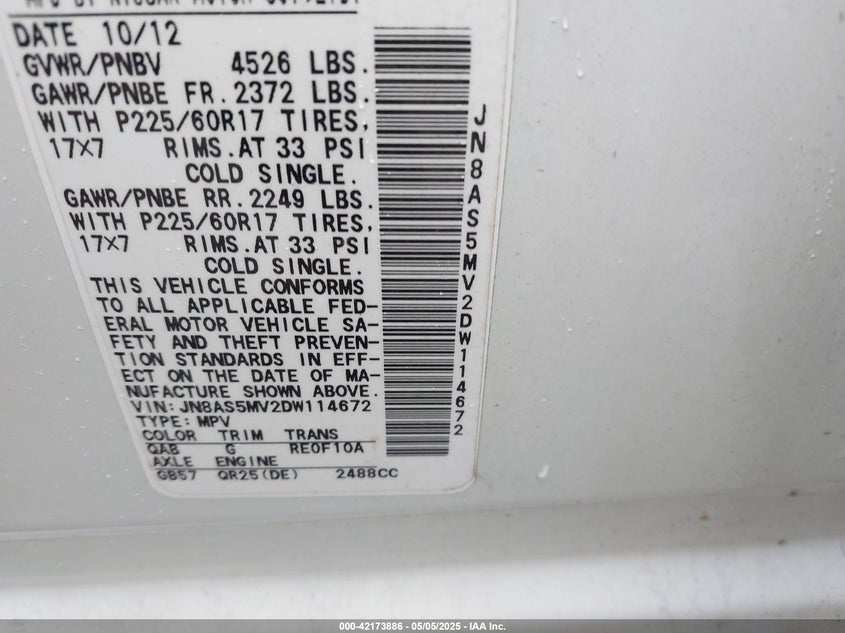 DATE 10/12
GVWR/PNBV 4526 LBS.
GAWR/PNBE FR. 2372 LBS.
WITH P225/60R17 TIRES,
17X7 RIMS. AT 33 PSI
COLD SINGLE.
GAWR/PNBE RR. 2249 LBS.
WITH P225/60R17 TIRES,
17X7 RIMS. AT 33 PSI
COLD SINGLE.
THIS VEHICLE CONFORMS
TO ALL APPLICABLE FED-
ERAL MOTOR VEHICLE SA-
FETY AND THEFT PREVEN-
TION STANDARDS IN EFF-
ECT ON THE DATE OF MA-
NUFACTURE SHOWN ABOVE.
VIN: JN8AS5MV2DW114672
TYPE: MPV
COLOR TRIM TRANS
QAB G RE0F10A
AXLE ENGINE
GB57 QR25(DE) 2488CC
JN8AS5MV2DW114672
000-42173886 - 05/05/2025 - IAA Inc.